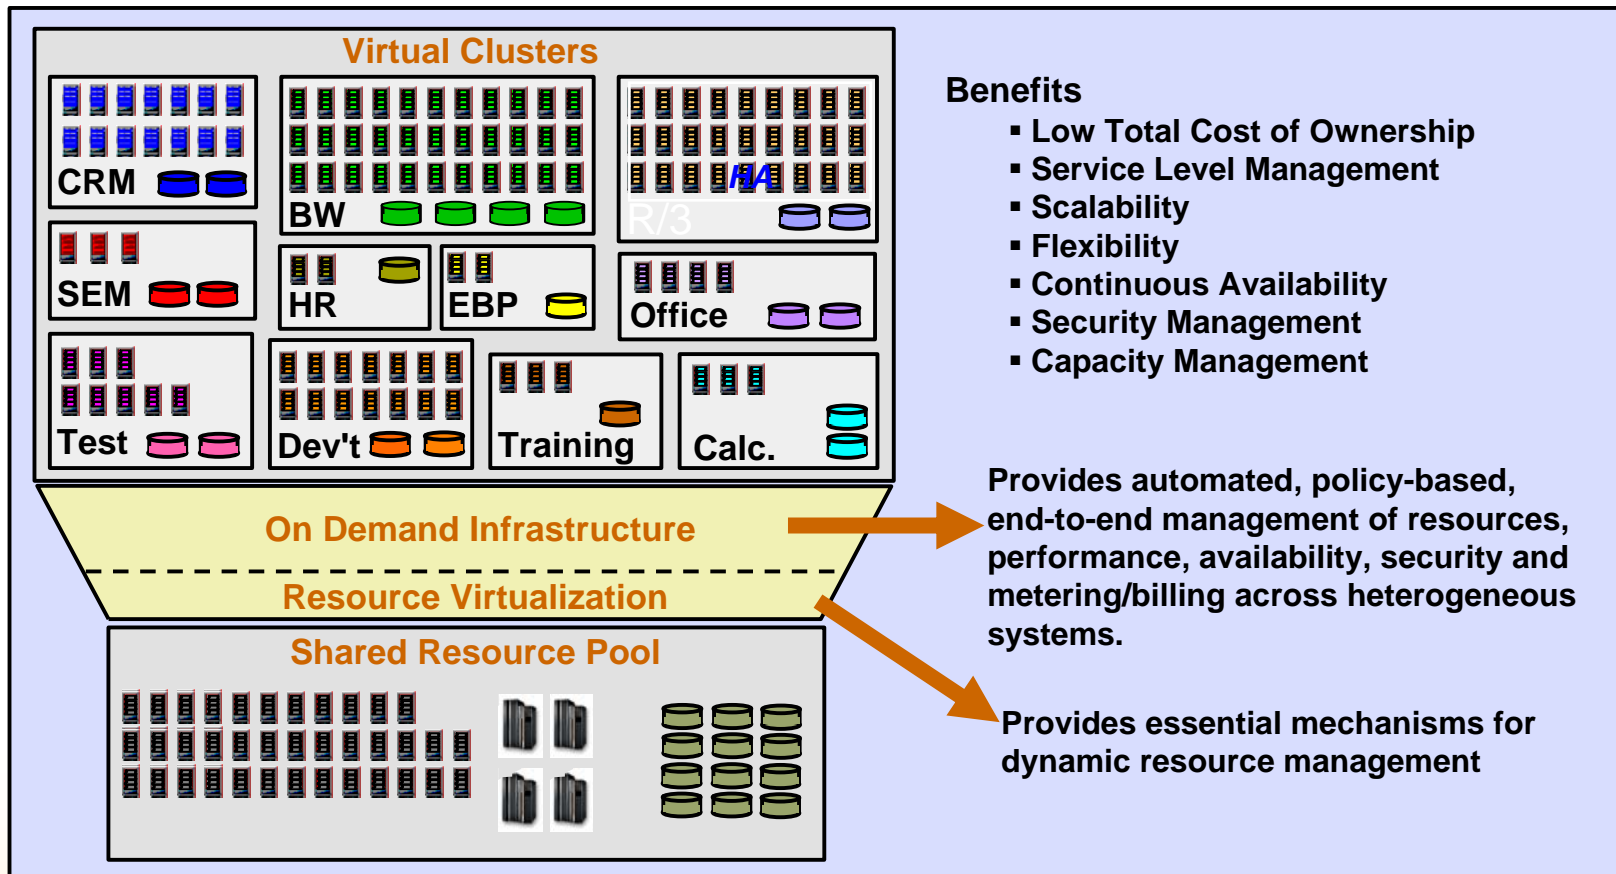 Virtual Clusters
CRM
BW
HA
R/3
SEM
HR
EBP
Office
Test
Dev't
Training
Calc.
On Demand Infrastructure
Resource Virtualization
Shared Resource Pool
Benefits
▪ Low Total Cost of Ownership
▪ Service Level Management
▪ Scalability
▪ Flexibility
▪ Continuous Availability
▪ Security Management
▪ Capacity Management
Provides automated, policy-based,
end-to-end management of resources,
performance, availability, security and
metering/billing across heterogeneous
systems.
Provides essential mechanisms for
dynamic resource management